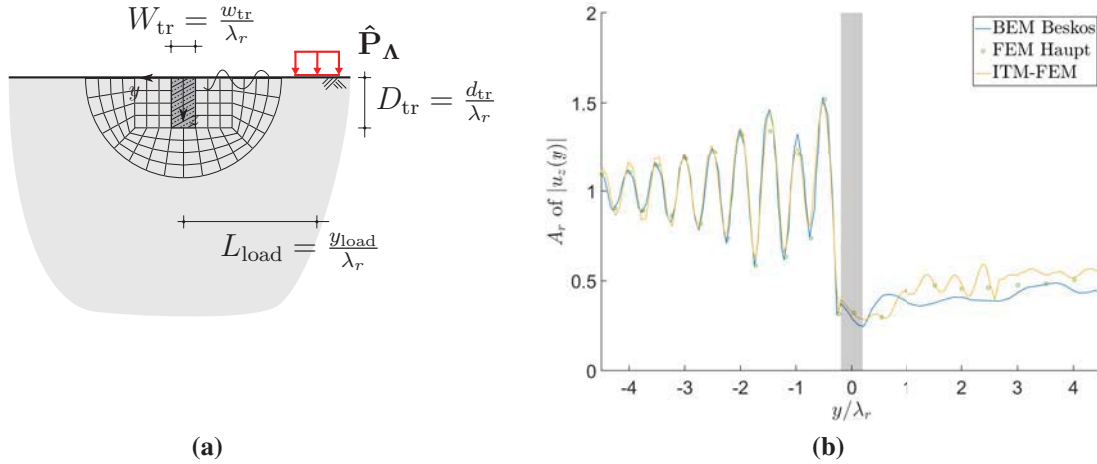 W_tr = w_tr/λ_r
P̂_Λ
y
z
D_tr = d_tr/λ_r
L_load = y_load/λ_r
(a)
BEM Beskos
FEM Haupt
ITM-FEM
A_r of |u_z(y)|
2
1.5
1
0.5
0
-4 -3 -2 -1 0 1 2 3 4
y/λ_r
(b)